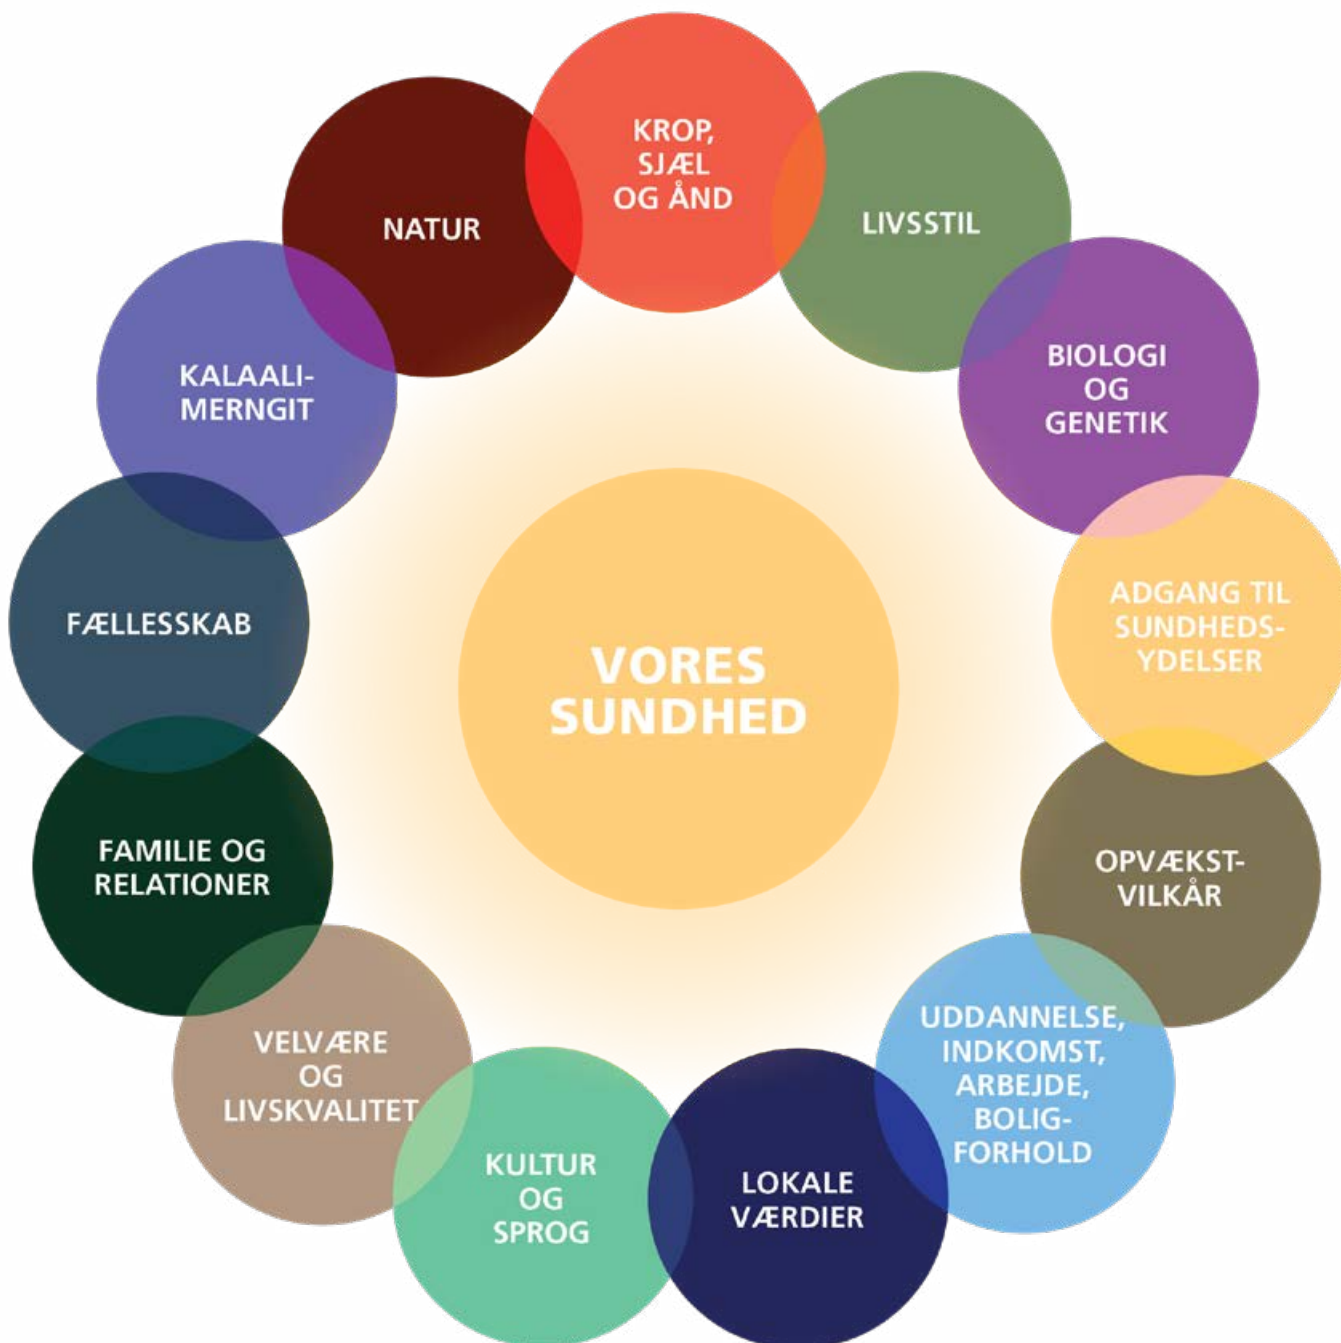 KROP,
SJÆL
OG ÅND
LIVSSTIL
BIOLOGI
OG
GENETIK
ADGANG TIL
SUNDHEDS-
YDELSER
OPVÆKST-
VILKÅR
UDDANNELSE,
INDKOMST,
ARBEJDE,
BOLIG-
FORHOLD
LOKALE
VÆRDIER
KULTUR
OG
SPROG
VELVÆRE
OG
LIVSKVALITET
FAMILIE OG
RELATIONER
FÆLLESSKAB
KALAALI-
MERNGIT
NATUR
VORES
SUNDHED